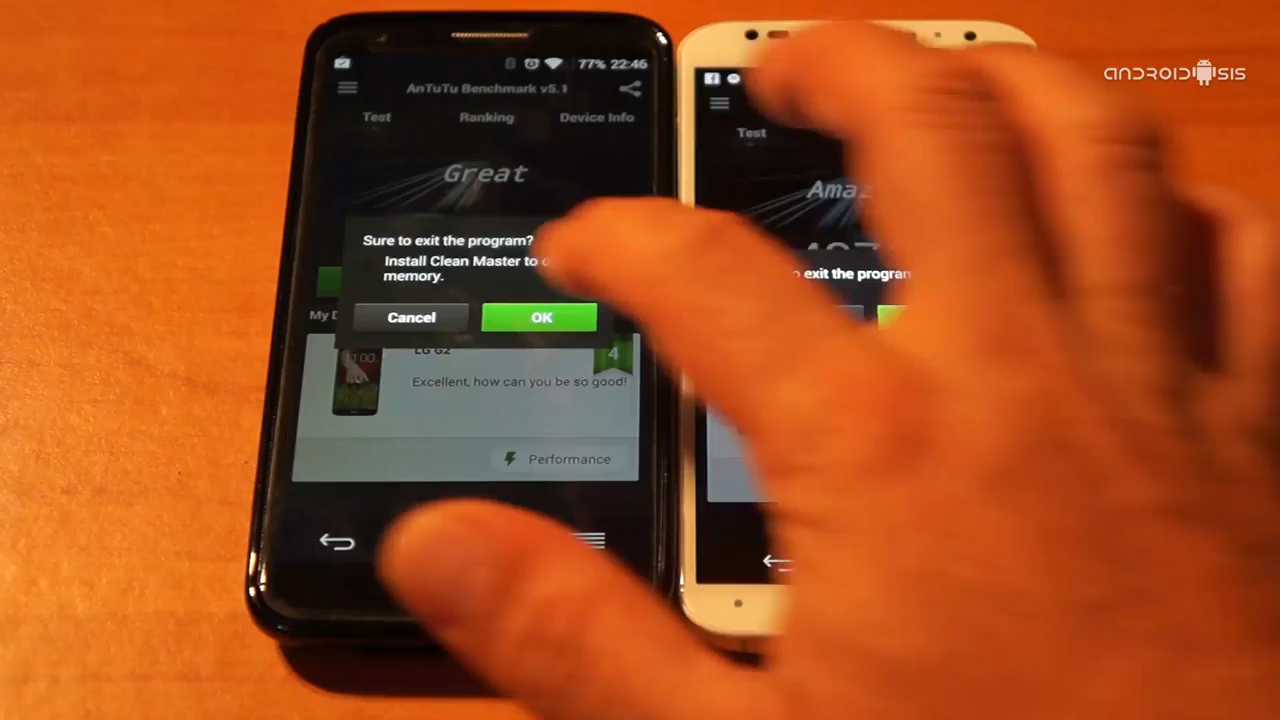 ANDROIDSIS
77% 22:46
AnTuTu Benchmark v5.1
Test Ranking Device Info
Great
Sure to exit the program?
Install Clean Master to
memory.
Cancel OK
My
LG G2
4
Excellent, how can you be so good!
Performance
Test
exit the